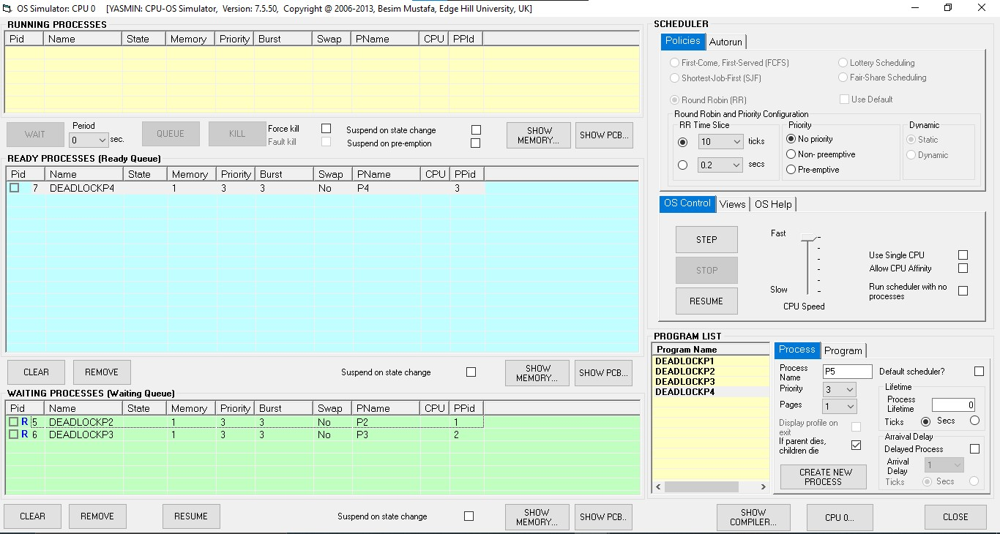 OS Simulator: CPU 0 [YASMIN: CPU-OS Simulator, Version: 7.5.50, Copyright @ 2006-2013, Besim Mustafa, Edge Hill University, UK]
RUNNING PROCESSES
Pid Name State Memory Priority Burst Swap PName CPU PPId
WAIT
Period
0 sec.
QUEUE
KILL
Force kill
Fault kill
Suspend on state change
Suspend on pre-emption
SHOW
MEMORY...
SHOW PCB...
READY PROCESSES (Ready Queue)
Pid Name State Memory Priority Burst Swap PName CPU PPId
7 DEADLOCKP4 1 3 3 No P4 3
CLEAR
REMOVE
Suspend on state change
SHOW
MEMORY...
SHOW PCB...
WAITING PROCESSES (Waiting Queue)
Pid Name State Memory Priority Burst Swap PName CPU PPId
R 5 DEADLOCKP2 1 3 3 No P2 1
R 6 DEADLOCKP3 1 3 3 No P3 2
CLEAR
REMOVE
RESUME
Suspend on state change
SHOW
MEMORY...
SHOW PCB..
SCHEDULER
Policies Autorun
First-Come, First-Served (FCFS)
Lottery Scheduling
Shortest-Job-First (SJF)
Fair-Share Scheduling
Round Robin (RR)
Use Default
Round Robin and Priority Configuration
RR Time Slice
10 ticks
0.2 secs
Priority
No priority
Non- preemptive
Pre-emptive
Dynamic
Static
Dynamic
OS Control Views OS Help
STEP
STOP
RESUME
Fast
Slow
CPU Speed
Use Single CPU
Allow CPU Affinity
Run scheduler with no
processes
PROGRAM LIST
Program Name
DEADLOCKP1
DEADLOCKP2
DEADLOCKP3
DEADLOCKP4
Process Program
Process
Name
P5
Priority
3
Pages
1
Display profile on
exit
If parent dies,
children die
CREATE NEW
PROCESS
Default scheduler?
Lifetime
Process
Lifetime
0
Ticks Secs
Arraival Delay
Delayed Process
Arrival
Delay
1
Ticks Secs
SHOW
COMPILER...
CPU 0...
CLOSE